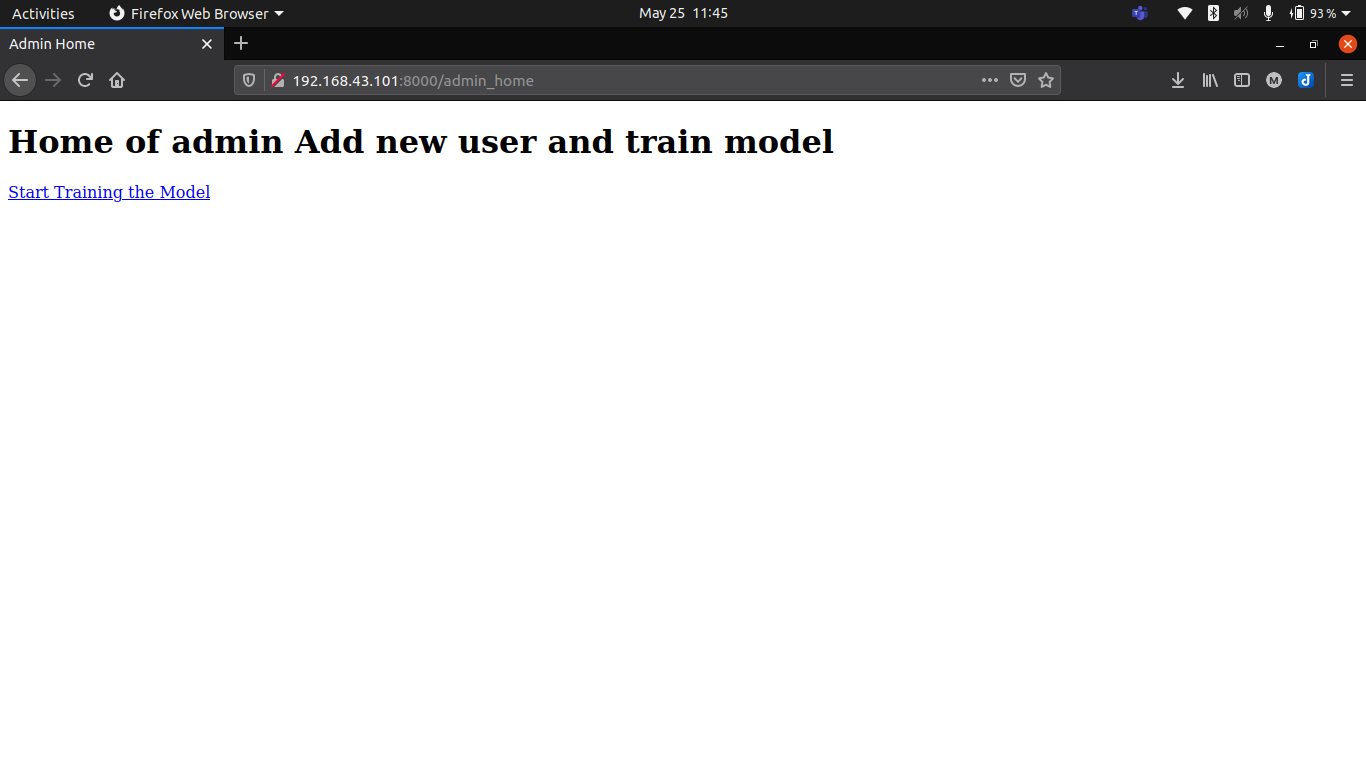 Activities Firefox Web Browser May 25 11:45 93 %
Admin Home
192.168.43.101:8000/admin_home
Home of admin Add new user and train model
Start Training the Model